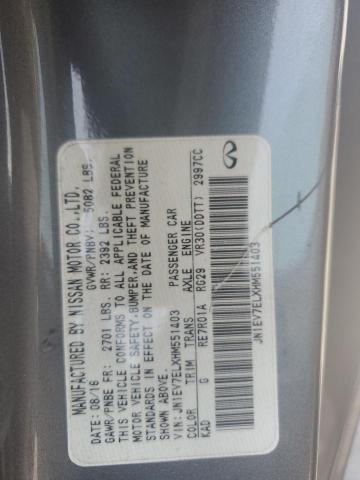 MANUFACTURED BY NISSAN MOTOR CO.,LTD.
DATE: 08/16 GVWR/PNBV: 5082 LBS.
GAWR/PNBE FR: 2701 LBS. RR: 2392 LBS.
THIS VEHICLE CONFORMS TO ALL APPLICABLE FEDERAL
MOTOR VEHICLE SAFETY,BUMPER,AND THEFT PREVENTION
STANDARDS IN EFFECT ON THE DATE OF MANUFACTURE
SHOWN ABOVE.
VIN:JN1EV7ELXHM551403 PASSENGER CAR
COLOR TRIM TRANS AXLE ENGINE
KAD G RE7R01A RG29 VR30(DDTT) 2997CC
JN1EV7ELXHM551403